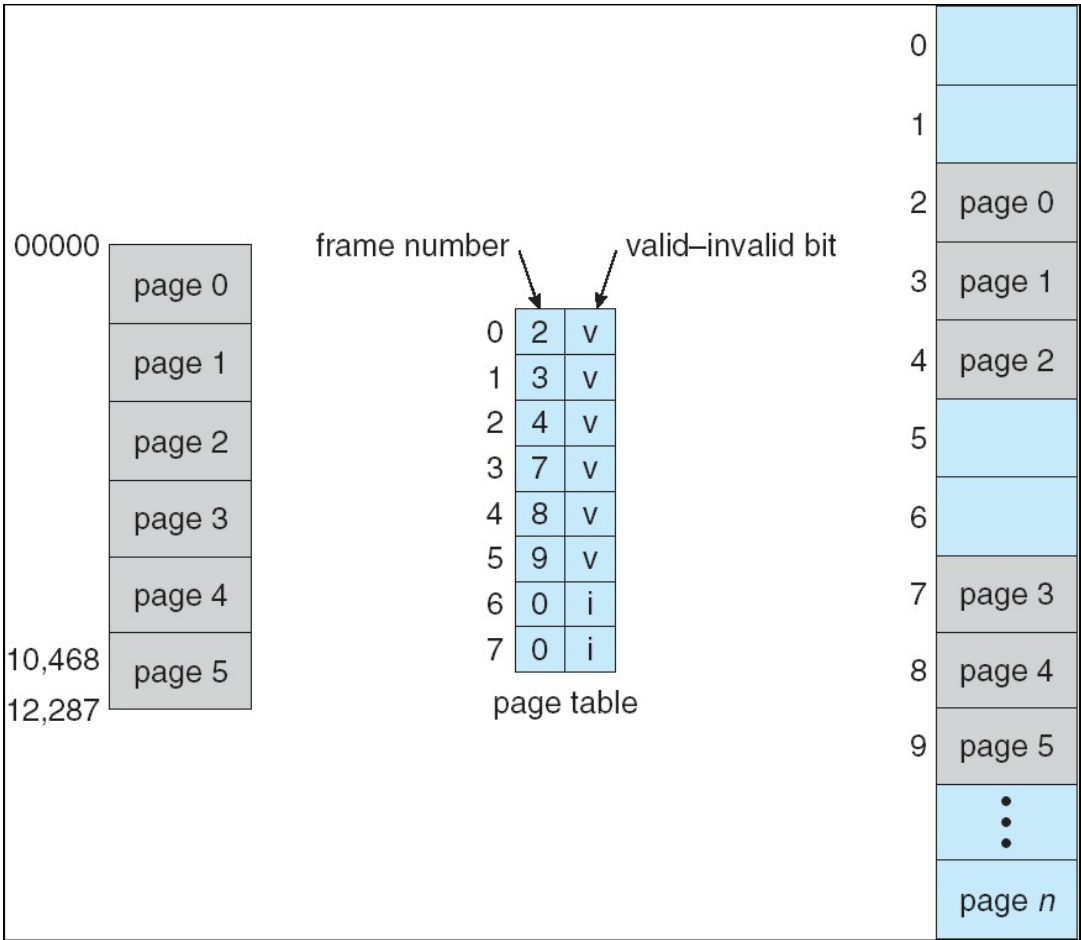 00000
page 0
page 1
page 2
page 3
page 4
10,468
page 5
12,287
frame number
valid–invalid bit
0 2 v
1 3 v
2 4 v
3 7 v
4 8 v
5 9 v
6 0 i
7 0 i
page table
0
1
2 page 0
3 page 1
4 page 2
5
6
7 page 3
8 page 4
9 page 5
page n